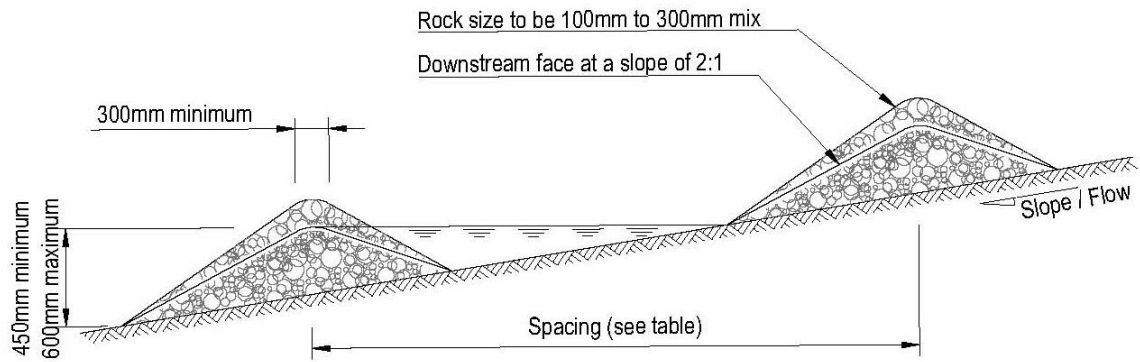 Rock size to be 100mm to 300mm mix
Downstream face at a slope of 2:1
300mm minimum
Slope / Flow
450mm minimum
600mm maximum
Spacing (see table)